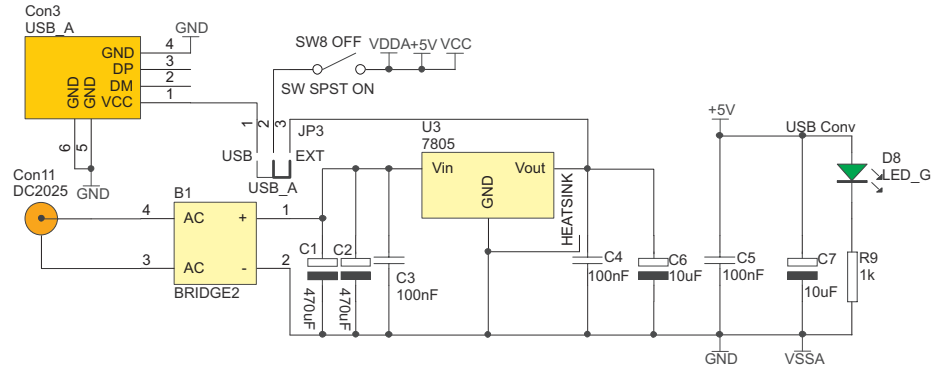 Con3
USB_A
GND
4
GND
DP
3
DM
2
VCC
1
GND
GND
6
5
GND
SW8 OFF
SW SPST ON
VDDA
+5V
VCC
1
2
3
JP3
USB
EXT
USB_A
U3
7805
Vin
Vout
GND
HEATSINK
Con11
DC2025
4
3
B1
AC
+
1
AC
-
2
BRIDGE2
C1
470uF
C2
470uF
C3
100nF
C4
100nF
C6
10uF
+5V
USB Conv
C5
100nF
C7
10uF
D8
LED_G
R9
1k
GND
VSSA